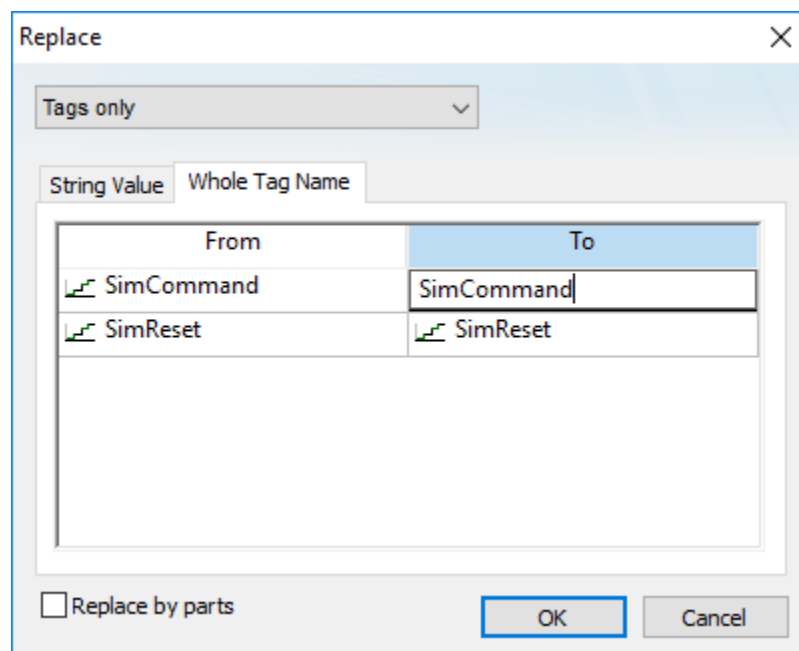 Replace
Tags only
String Value Whole Tag Name
From To
SimCommand SimCommand
SimReset SimReset
Replace by parts OK Cancel